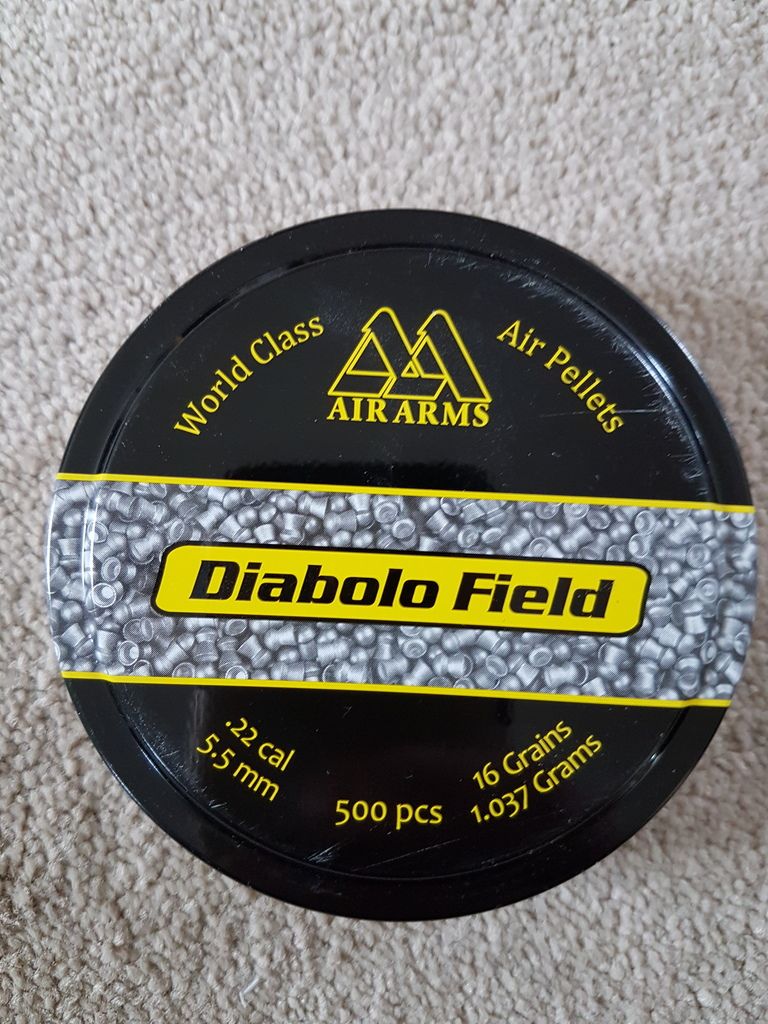 World Class
AIR ARMS
Air Pellets
Diabolo Field
.22 cal
5.5 mm
500 pcs
16 Grains
1.037 Grams